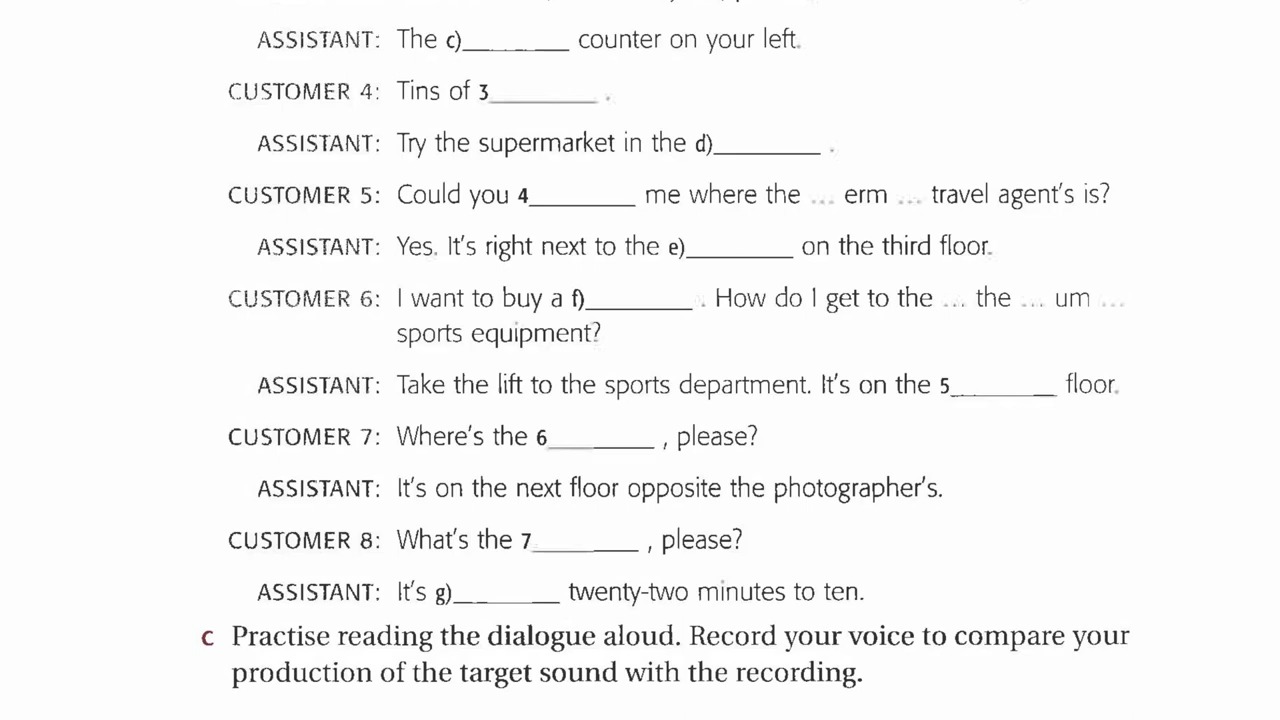 ASSISTANT: The c)________ counter on your left.
CUSTOMER 4: Tins of 3________ .
ASSISTANT: Try the supermarket in the d)________ .
CUSTOMER 5: Could you 4________ me where the ... erm ... travel agent's is?
ASSISTANT: Yes. It's right next to the e)________ on the third floor.
CUSTOMER 6: I want to buy a f)________ . How do I get to the ... the ... um ...
sports equipment?
ASSISTANT: Take the lift to the sports department. It's on the 5________ floor.
CUSTOMER 7: Where's the 6________ , please?
ASSISTANT: It's on the next floor opposite the photographer's.
CUSTOMER 8: What's the 7________ , please?
ASSISTANT: It's g)________ twenty-two minutes to ten.
c Practise reading the dialogue aloud. Record your voice to compare your
production of the target sound with the recording.